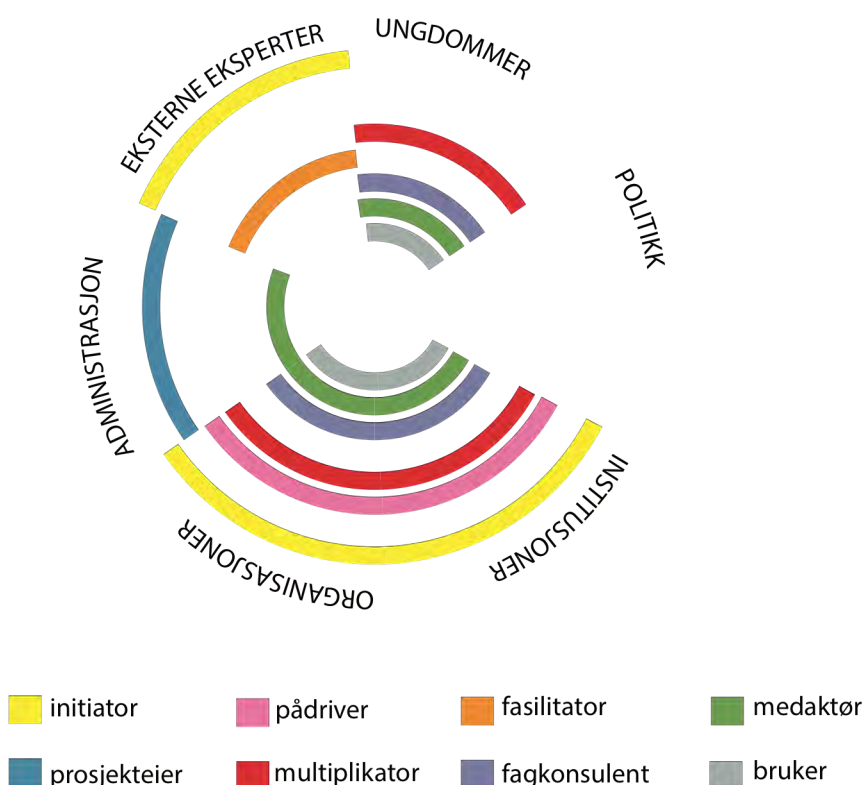 EKSTERNE EKSPERTER
UNGDOMMER
POLITIKK
ADMINISTRASJON
INSTITUSJONER
ORGANISASJONER
initiator
pådriver
fasilitator
medaktør
prosjekteier
multiplikator
fagkonsulent
bruker